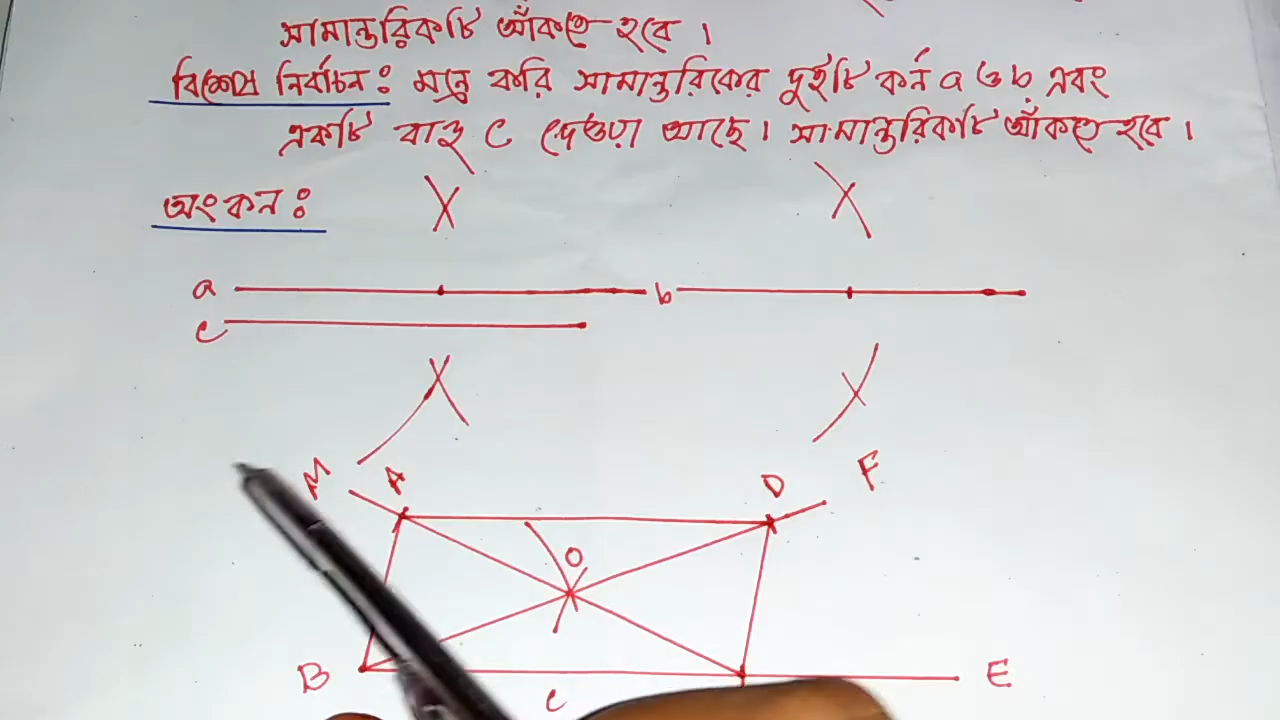 সামান্তরিকটি আঁকতে হবে।
বিশেষ নির্বাচন: মনে করি সামান্তরিকের দুইটি কর্ন a ও b এবং
একটি বাহু c দেওয়া আছে। সামান্তরিকটি আঁকতে হবে।
অংকন:
a b
c
M A D F
O
B E
c